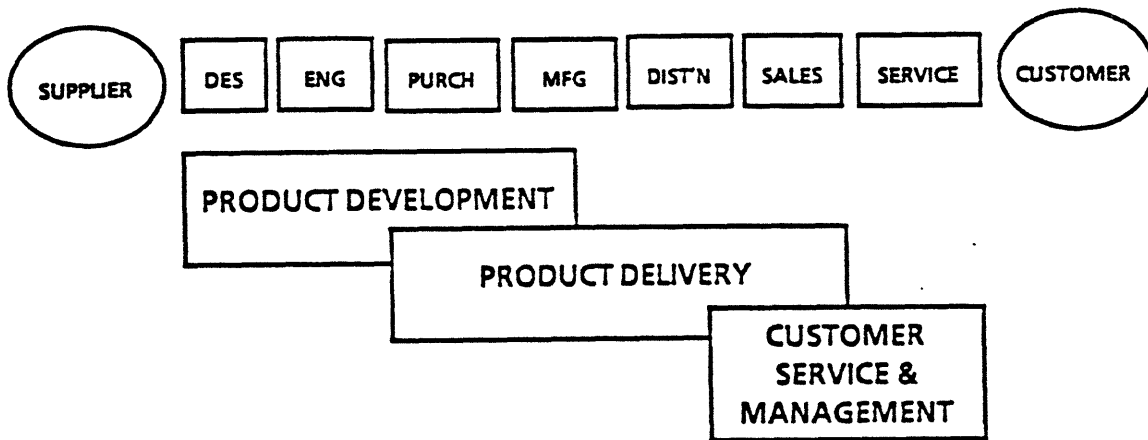 SUPPLIER DES ENG PURCH MFG DIST'N SALES SERVICE CUSTOMER
PRODUCT DEVELOPMENT
PRODUCT DELIVERY
CUSTOMER
SERVICE &
MANAGEMENT